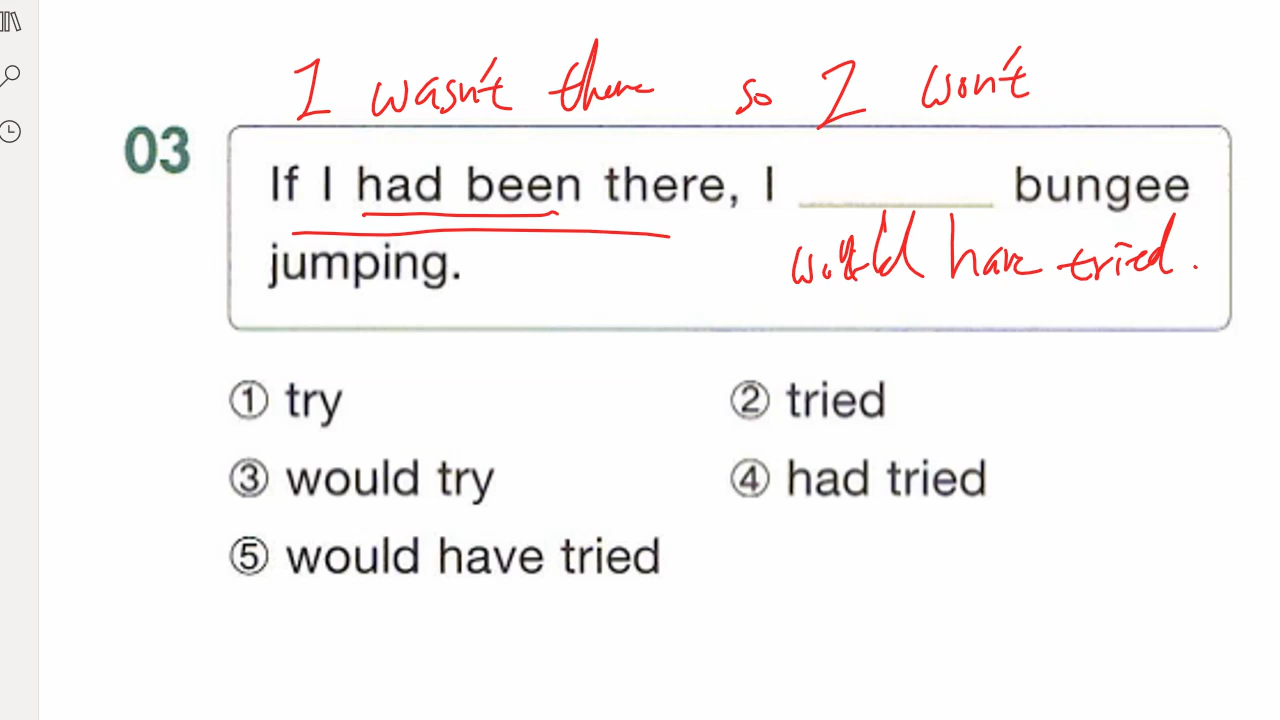 I wasn't there so I won't
03
If I had been there, I ________ bungee
jumping.
would have tried.
① try
② tried
③ would try
④ had tried
⑤ would have tried